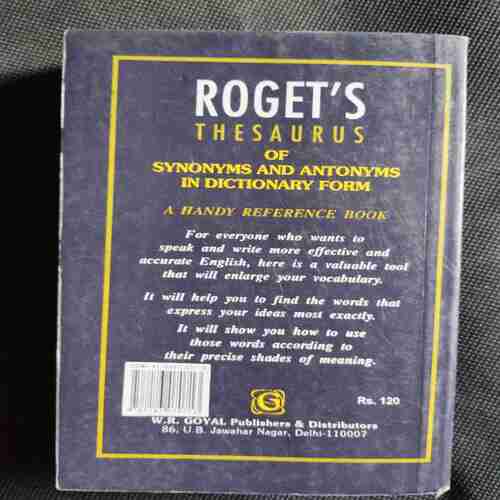 ROGET'S
THESAURUS
OF
SYNONYMS AND ANTONYMS
IN DICTIONARY FORM
A HANDY REFERENCE BOOK
For everyone who wants to
speak and write more effective and
accurate English, here is a valuable tool
that will enlarge your vocabulary.
It will help you to find the words that
express your ideas most exactly.
It will show you how to use
those words according to
their precise shades of meaning.
G
Rs. 120
W.R. GOYAL Publishers & Distributors
86, U.B. Jawahar Nagar, Delhi-110007